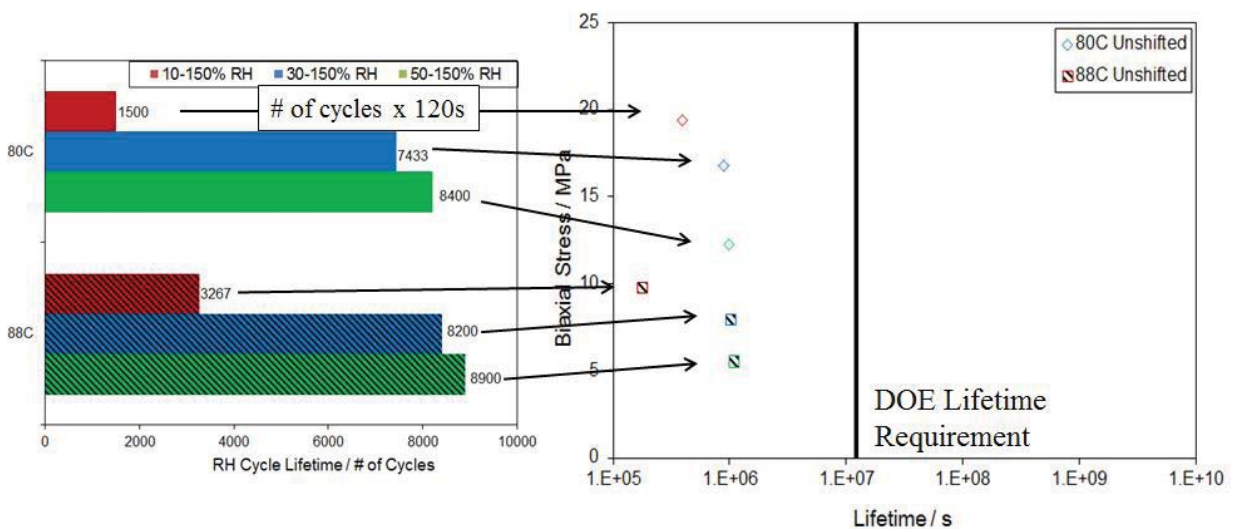 10-150% RH 30-150% RH 50-150% RH
# of cycles x 120s
1500
80C
7433
8400
3267
88C
8200
8900
0 2000 4000 6000 8000 10000
RH Cycle Lifetime / # of Cycles
25
20
15
10
5
0
Biaxial Stress / MPa
80C Unshifted
88C Unshifted
DOE Lifetime
Requirement
1.E+05 1.E+06 1.E+07 1.E+08 1.E+09 1.E+10
Lifetime / s